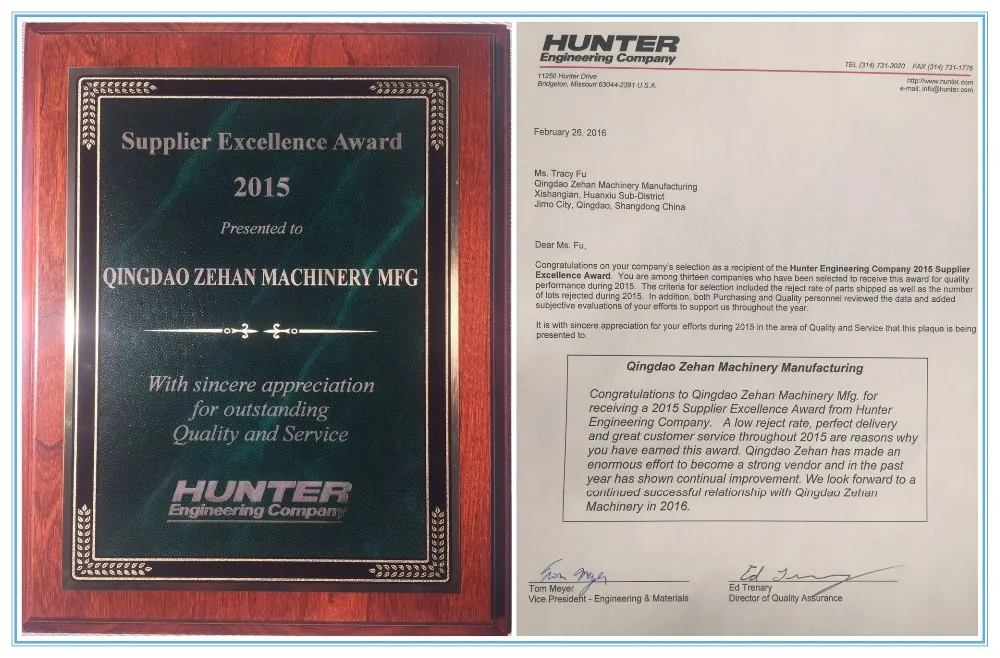 Supplier Excellence Award
2015
Presented to
QINGDAO ZEHAN MACHINERY MFG
With sincere appreciation
for outstanding
Quality and Service
HUNTER
Engineering Company
HUNTER
Engineering Company
TEL (314) 731-3020 FAX (314) 731-1776
11250 Hunter Drive
Bridgeton, Missouri 63044-2391 U.S.A.
http://www.hunter.com
e-mail: info@hunter.com
February 26, 2016
Ms. Tracy Fu
Qingdao Zehan Machinery Manufacturing
Xishangian, Huanxiu Sub-District
Jimo City, Qingdao, Shangdong China
Dear Ms. Fu,
Congratulations on your company's selection as a recipient of the Hunter Engineering Company 2015 Supplier
Excellence Award. You are among thirteen companies who have been selected to receive this award for quality
performance during 2015. The criteria for selection included the reject rate of parts shipped as well as the number
of lots rejected during 2015. In addition, both Purchasing and Quality personnel reviewed the data and added
subjective evaluations of your efforts to support us throughout the year.
It is with sincere appreciation for your efforts during 2015 in the area of Quality and Service that this plaque is being
presented to:
Qingdao Zehan Machinery Manufacturing
Congratulations to Qingdao Zehan Machinery Mfg. for
receiving a 2015 Supplier Excellence Award from Hunter
Engineering Company. A low reject rate, perfect delivery
and great customer service throughout 2015 are reasons why
you have earned this award. Qingdao Zehan has made an
enormous effort to become a strong vendor and in the past
year has shown continual improvement. We look forward to a
continued successful relationship with Qingdao Zehan
Machinery in 2016.
Tom Meyer
Ed Trenary
Tom Meyer
Vice President - Engineering & Materials
Ed Trenary
Director of Quality Assurance